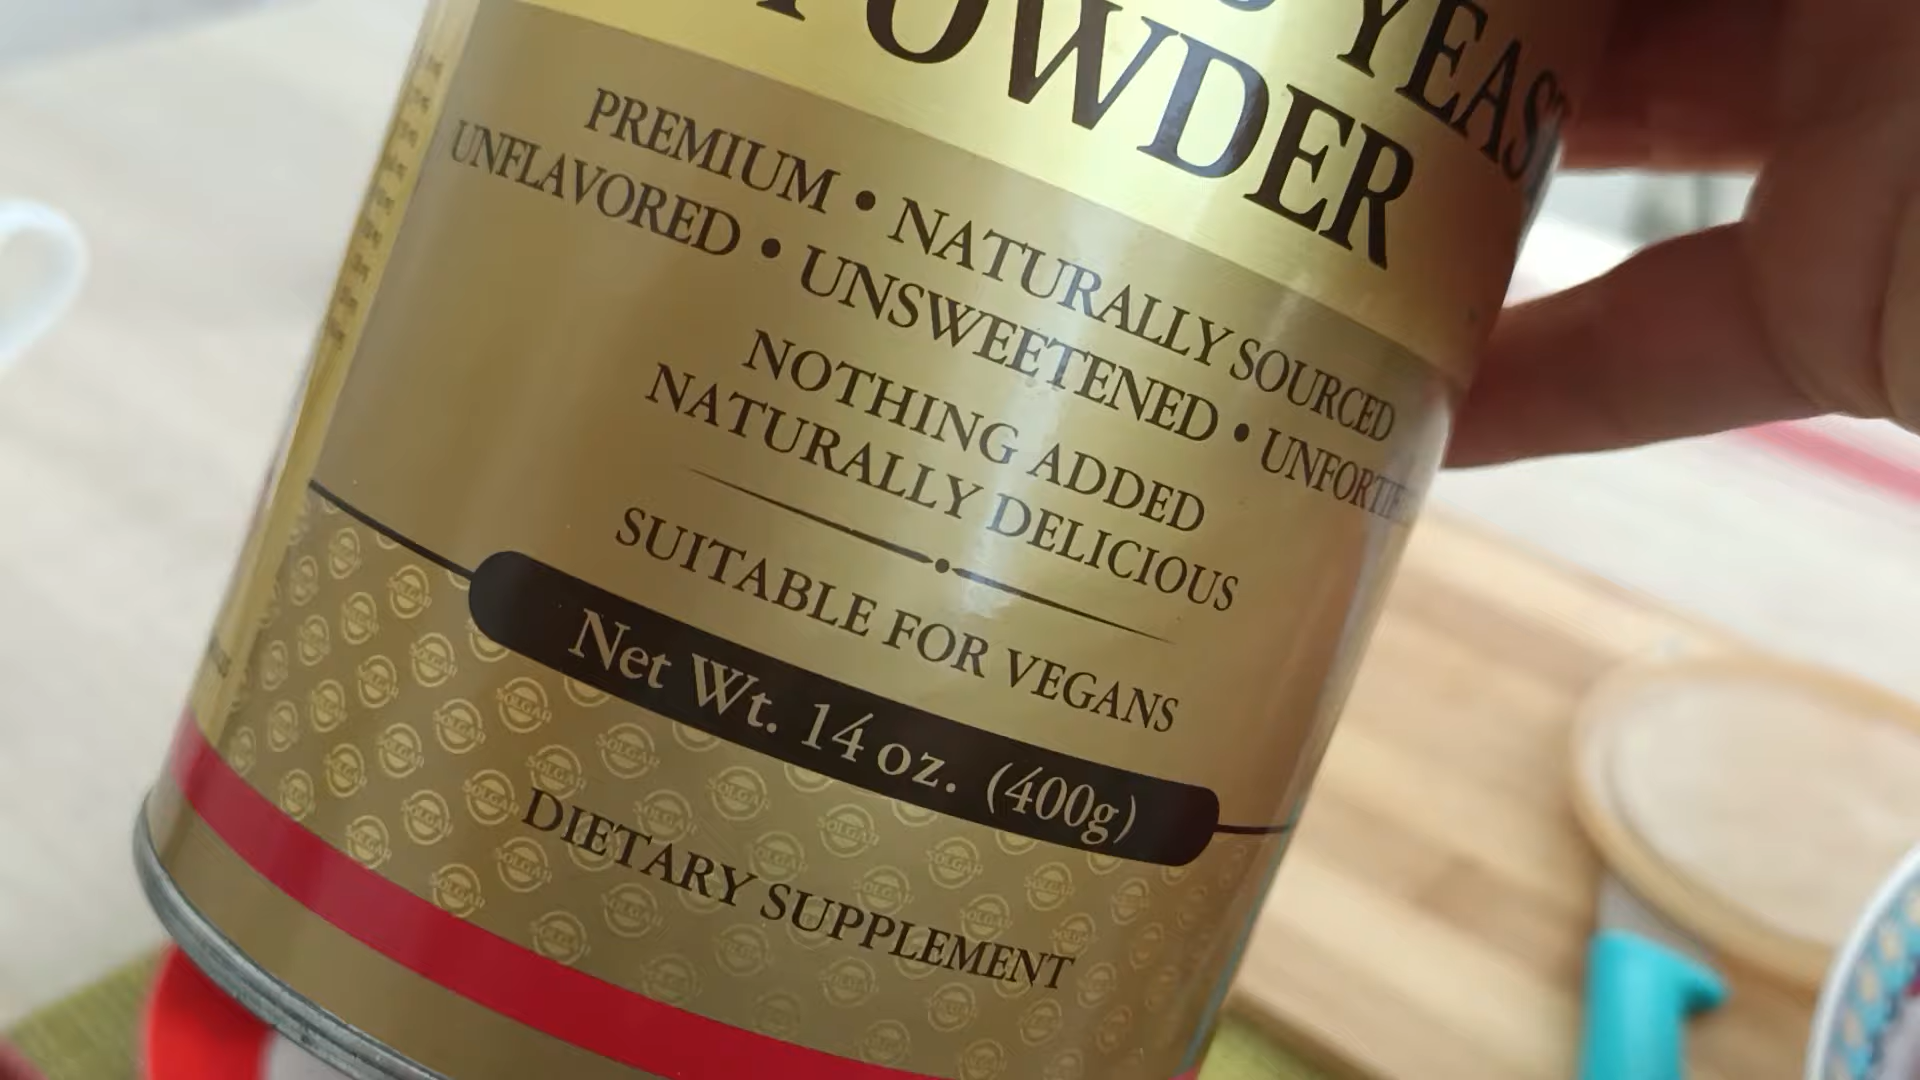 YEAST
POWDER
PREMIUM • NATURALLY SOURCED
UNFLAVORED • UNSWEETENED •
NOTHING ADDED
NATURALLY DELICIOUS
SUITABLE FOR VEGANS
Net Wt. 14 oz. (400g)
DIETARY SUPPLEMENT
SOLGAR